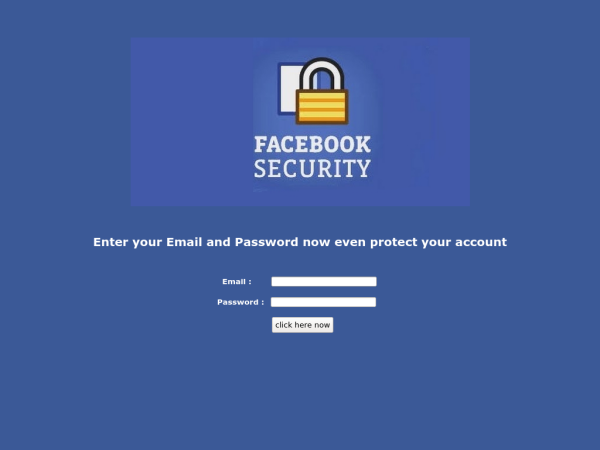 FACEBOOK
SECURITY
Enter your Email and Password now even protect your account
Email :
Password :
click here now